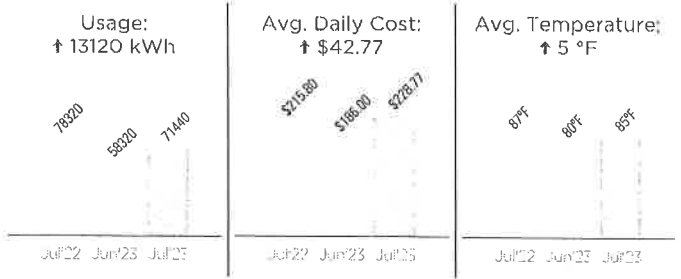 Usage:
↑ 13120 kWh
78320
58320
71440
Jul'22 Jun'23 Jul'23
Avg. Daily Cost:
↑ $42.77
$215.80
$186.00
$228.77
Jul'22 Jun'23 Jul'23
Avg. Temperature:
↑ 5 °F
87°F
80°F
85°F
Jul'22 Jun'23 Jul'23